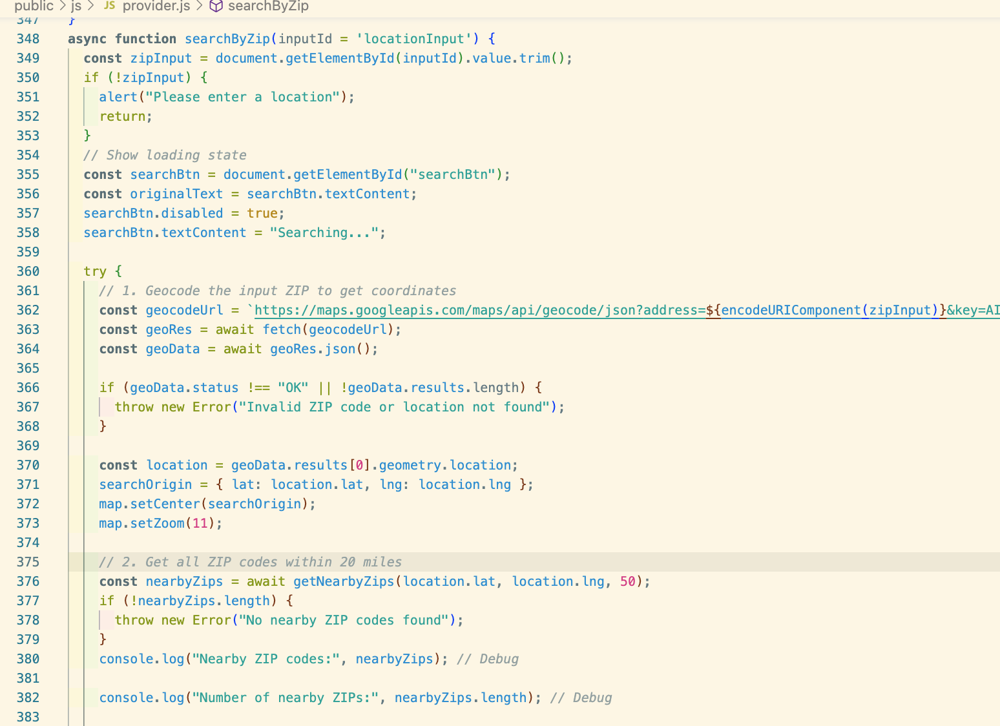 public > js > JS provider.js > searchByZip
347 }
348 async function searchByZip(inputId = 'locationInput') {
349 const zipInput = document.getElementById(inputId).value.trim();
350 if (!zipInput) {
351 alert("Please enter a location");
352 return;
353 }
354 // Show loading state
355 const searchBtn = document.getElementById("searchBtn");
356 const originalText = searchBtn.textContent;
357 searchBtn.disabled = true;
358 searchBtn.textContent = "Searching...";
359
360 try {
361 // 1. Geocode the input ZIP to get coordinates
362 const geocodeUrl = `https://maps.googleapis.com/maps/api/geocode/json?address=${encodeURIComponent(zipInput)}&key=AI
363 const geoRes = await fetch(geocodeUrl);
364 const geoData = await geoRes.json();
365
366 if (geoData.status !== "OK" || !geoData.results.length) {
367 throw new Error("Invalid ZIP code or location not found");
368 }
369
370 const location = geoData.results[0].geometry.location;
371 searchOrigin = { lat: location.lat, lng: location.lng };
372 map.setCenter(searchOrigin);
373 map.setZoom(11);
374
375 // 2. Get all ZIP codes within 20 miles
376 const nearbyZips = await getNearbyZips(location.lat, location.lng, 50);
377 if (!nearbyZips.length) {
378 throw new Error("No nearby ZIP codes found");
379 }
380 console.log("Nearby ZIP codes:", nearbyZips); // Debug
381
382 console.log("Number of nearby ZIPs:", nearbyZips.length); // Debug
383